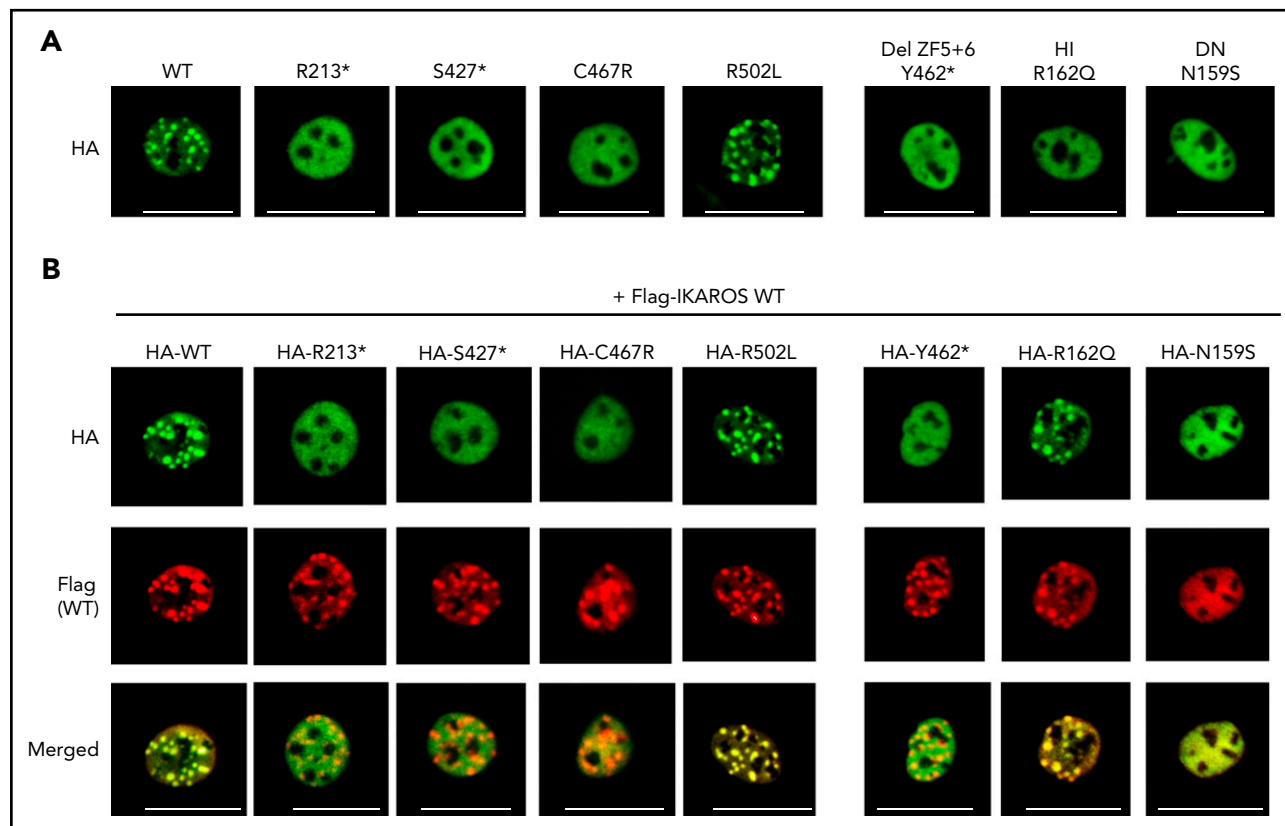 A
WT
R213*
S427*
C467R
R502L
Del ZF5+6
Y462*
HI
R162Q
DN
N159S
HA
B
+ Flag-IKAROS WT
HA-WT
HA-R213*
HA-S427*
HA-C467R
HA-R502L
HA-Y462*
HA-R162Q
HA-N159S
HA
Flag
(WT)
Merged